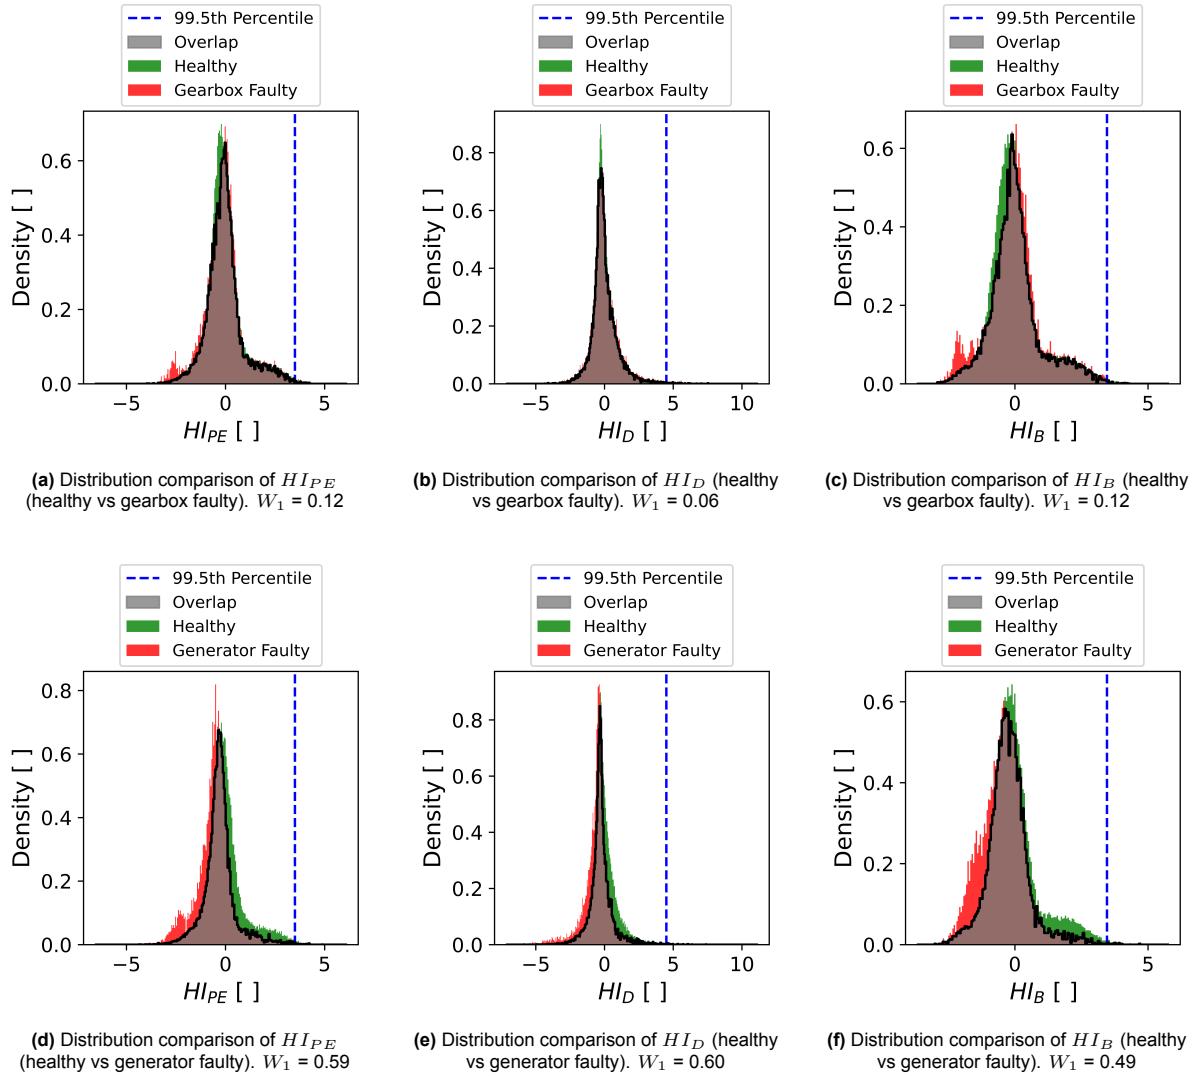 99.5th Percentile
Overlap
Healthy
Gearbox Faulty
0.6
0.4
0.2
0.0
Density [ ]
−5
0
5
HI_PE [ ]
(a) Distribution comparison of HI_PE
(healthy vs gearbox faulty). W_1 = 0.12
99.5th Percentile
Overlap
Healthy
Gearbox Faulty
0.8
0.6
0.4
0.2
0.0
Density [ ]
−5
0
5
10
HI_D [ ]
(b) Distribution comparison of HI_D (healthy
vs gearbox faulty). W_1 = 0.06
99.5th Percentile
Overlap
Healthy
Gearbox Faulty
0.6
0.4
0.2
0.0
Density [ ]
0
5
HI_B [ ]
(c) Distribution comparison of HI_B (healthy
vs gearbox faulty). W_1 = 0.12
99.5th Percentile
Overlap
Healthy
Generator Faulty
0.8
0.6
0.4
0.2
0.0
Density [ ]
−5
0
5
HI_PE [ ]
(d) Distribution comparison of HI_PE
(healthy vs generator faulty). W_1 = 0.59
99.5th Percentile
Overlap
Healthy
Generator Faulty
0.8
0.6
0.4
0.2
0.0
Density [ ]
−5
0
5
10
HI_D [ ]
(e) Distribution comparison of HI_D (healthy
vs generator faulty). W_1 = 0.60
99.5th Percentile
Overlap
Healthy
Generator Faulty
0.6
0.4
0.2
0.0
Density [ ]
0
5
HI_B [ ]
(f) Distribution comparison of HI_B (healthy
vs generator faulty). W_1 = 0.49